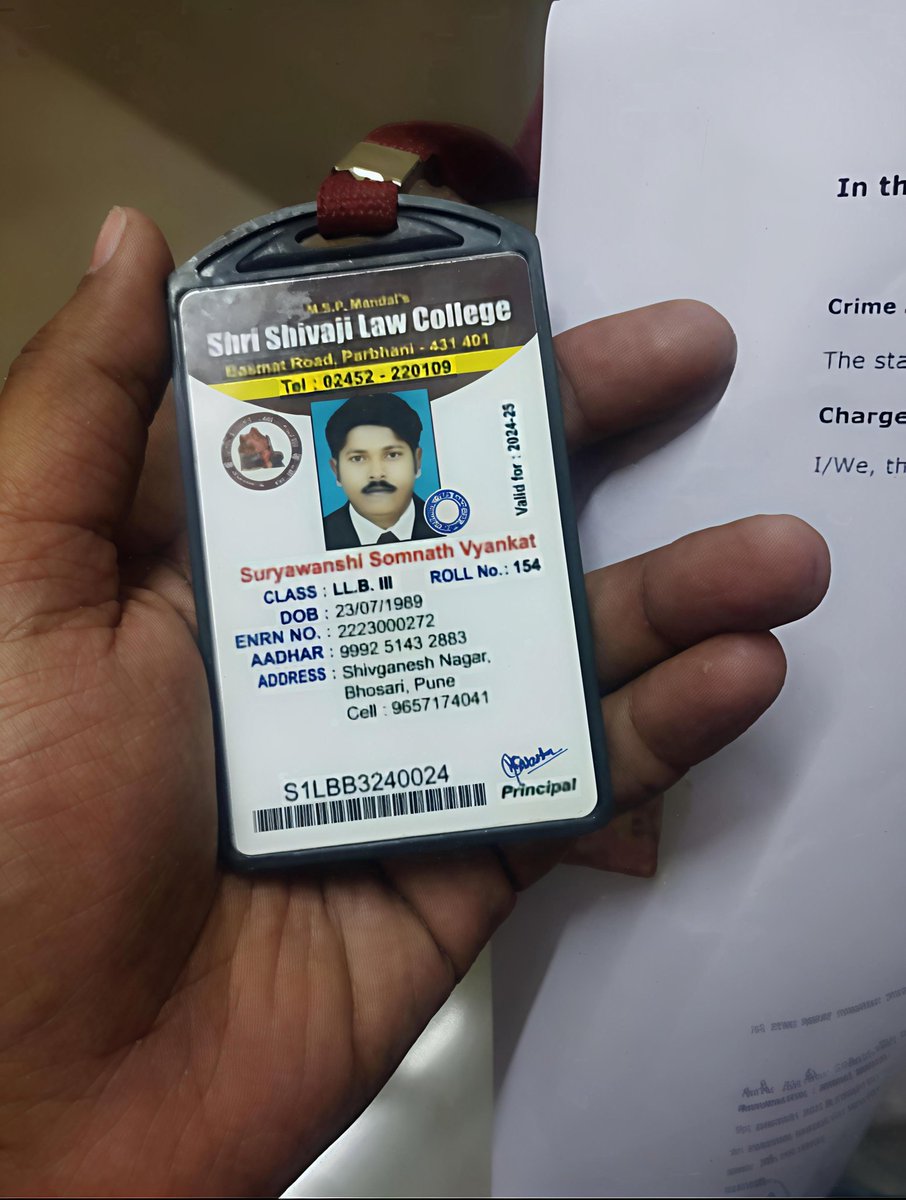 M.S.P. Mandal's
Shri Shivaji Law College
Basmat Road, Parbhani - 431 401
Tel : 02452 - 220109
Valid for : 2024-25
Suryawanshi Somnath Vyankat
CLASS : LL.B. III ROLL No.: 154
DOB : 23/07/1989
ENRN NO. : 2223000272
AADHAR : 9992 5143 2883
ADDRESS : Shivganesh Nagar,
Bhosari, Pune
Cell : 9657174041
S1LBB3240024
Principal
In th
Crime
The sta
Charge
I/We, th